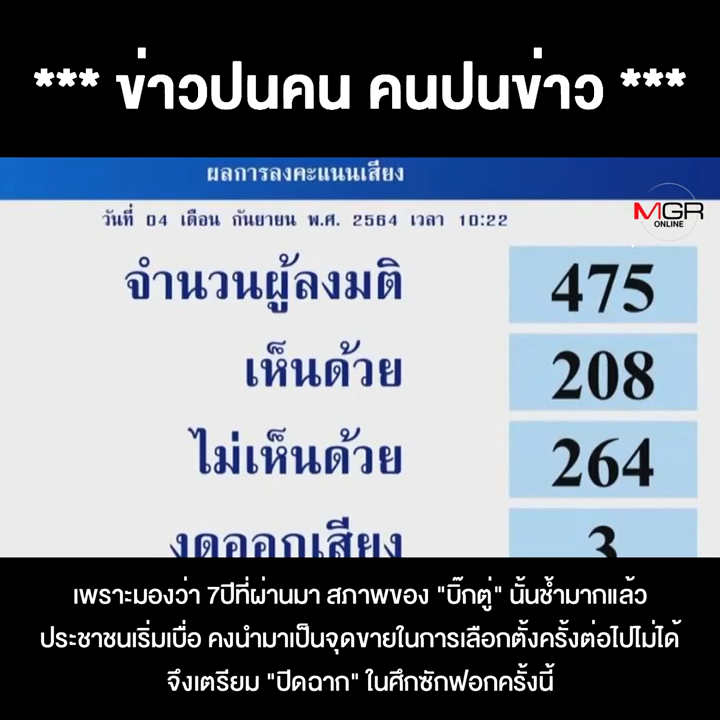 *** ข่าวปนคน คนปนข่าว ***
ผลการลงคะแนนเสียง
วันที่ 04 เดือน กันยายน พ.ศ. 2564 เวลา 10:22
MGR
ONLINE
จำนวนผู้ลงมติ 475
เห็นด้วย 208
ไม่เห็นด้วย 264
งดออกเสียง 3
เพราะมองว่า 7ปีที่ผ่านมา สภาพของ "บิ๊กตู่" นั้นช้ำมากแล้ว
ประชาชนเริ่มเบื่อ คงนำมาเป็นจุดขายในการเลือกตั้งครั้งต่อไปไม่ได้
จึงเตรียม "ปิดฉาก" ในศึกซักฟอกครั้งนี้